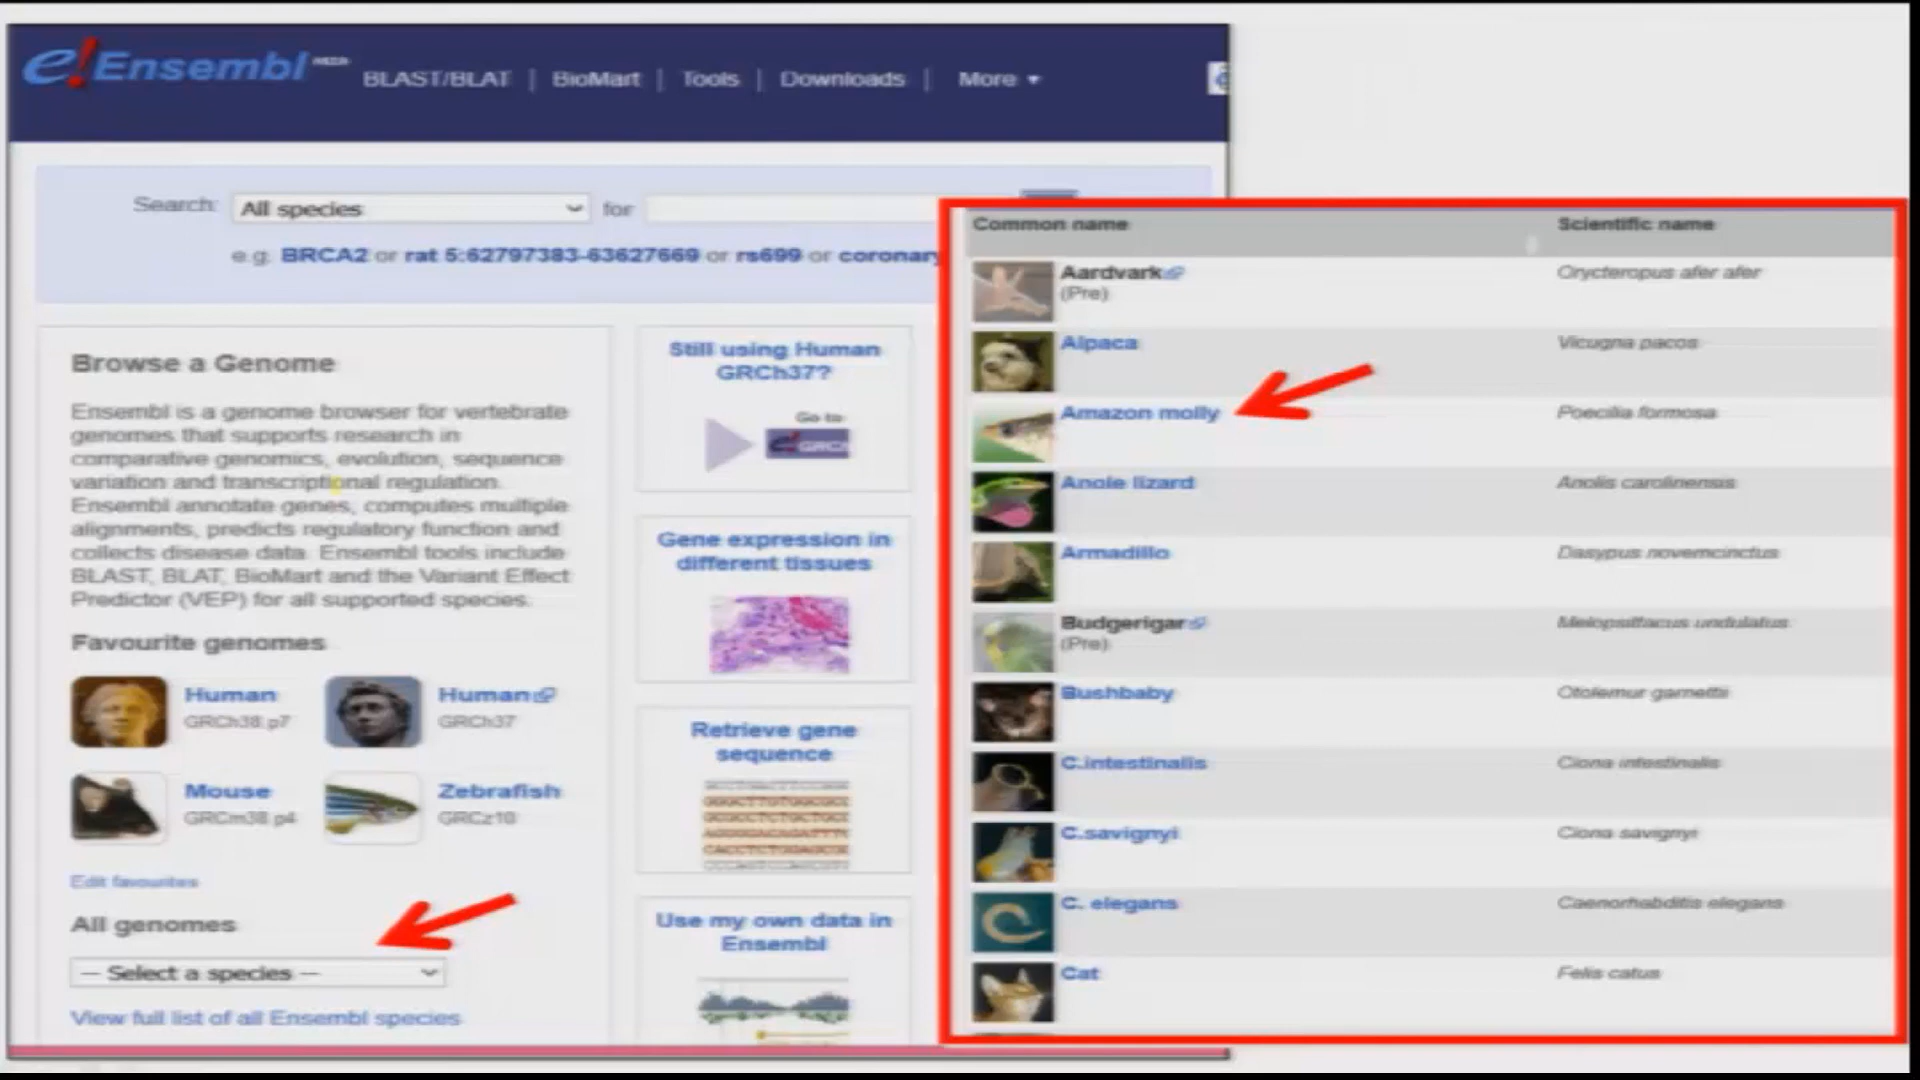 e!Ensembl
BLAST/BLAT | BioMart | Tools | Downloads | More
Search: All species for
e.g. BRCA2 or rat 5:62797383-63627669 or rs699 or coronary
Browse a Genome
Ensembl is a genome browser for vertebrate
genomes that supports research in
comparative genomics, evolution, sequence
variation and transcriptional regulation.
Ensembl annotate genes, computes multiple
alignments, predicts regulatory function and
collects disease data. Ensembl tools include
BLAST, BLAT, BioMart and the Variant Effect
Predictor (VEP) for all supported species.
Favourite genomes
Human
GRCh38.p7
Human
GRCh37
Mouse
GRCm38.p4
Zebrafish
GRCz10
Edit favourites
All genomes
-- Select a species --
View full list of all Ensembl species
Still using Human
GRCh37?
Go to
Gene expression in
different tissues
Retrieve gene
sequence
Use my own data in
Ensembl
Common name Scientific name
Aardvark Orycteropus afer afer
(Pre)
Alpaca Vicugna pacos
Amazon molly Poecilia formosa
Anole lizard Anolis carolinensis
Armadillo Dasypus novemcinctus
Budgerigar Melopsittacus undulatus
(Pre)
Bushbaby Otolemur garnettii
C.intestinalis Ciona intestinalis
C.savignyi Ciona savignyi
C. elegans Caenorhabditis elegans
Cat Felis catus